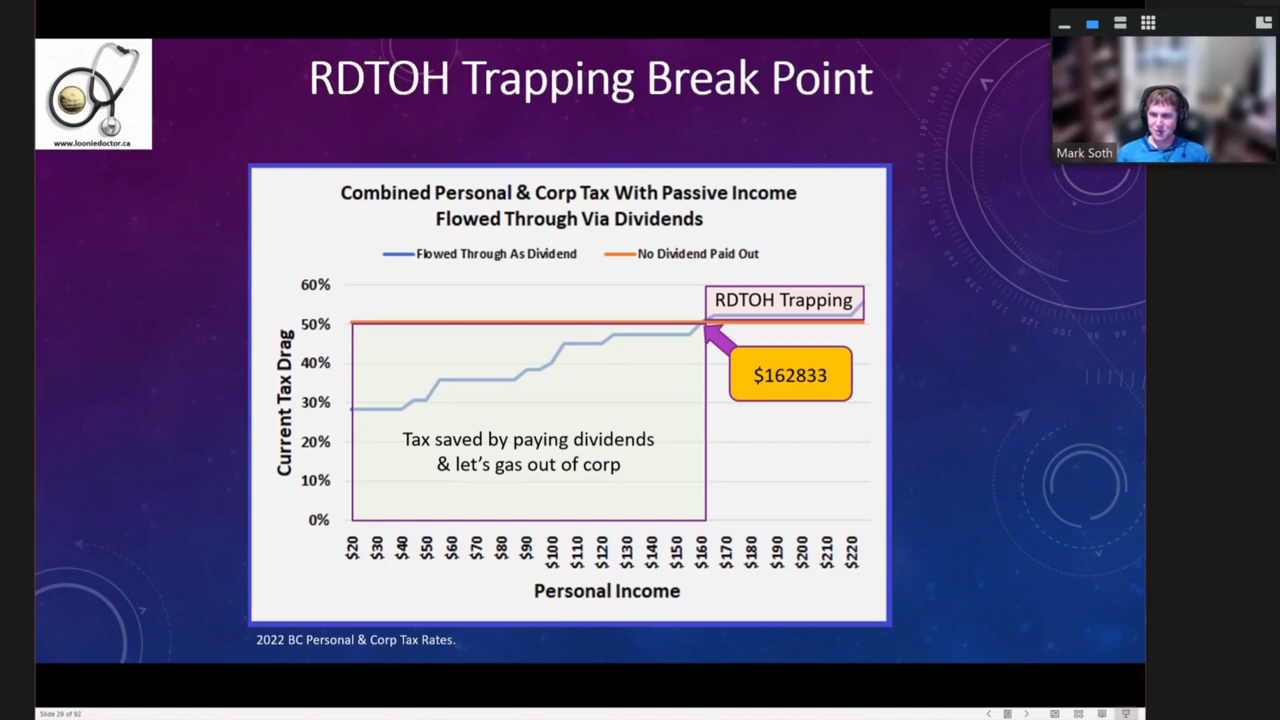 RDTOH Trapping Break Point
www.looniedoctor.ca
Mark Soth
Combined Personal & Corp Tax With Passive Income
Flowed Through Via Dividends
Flowed Through As Dividend
No Dividend Paid Out
Current Tax Drag
60%
50%
40%
30%
20%
10%
0%
RDTOH Trapping
$162833
Tax saved by paying dividends
& let's gas out of corp
$20
$30
$40
$50
$60
$70
$80
$90
$100
$110
$120
$130
$140
$150
$160
$170
$180
$190
$200
$210
$220
Personal Income
2022 BC Personal & Corp Tax Rates.
Slide 29 of 92